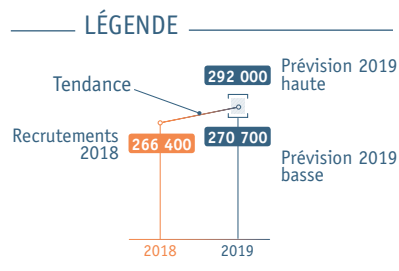 LÉGENDE
292 000
Prévision 2019
haute
Tendance
Recrutements
2018
266 400
270 700
Prévision 2019
basse
2018
2019